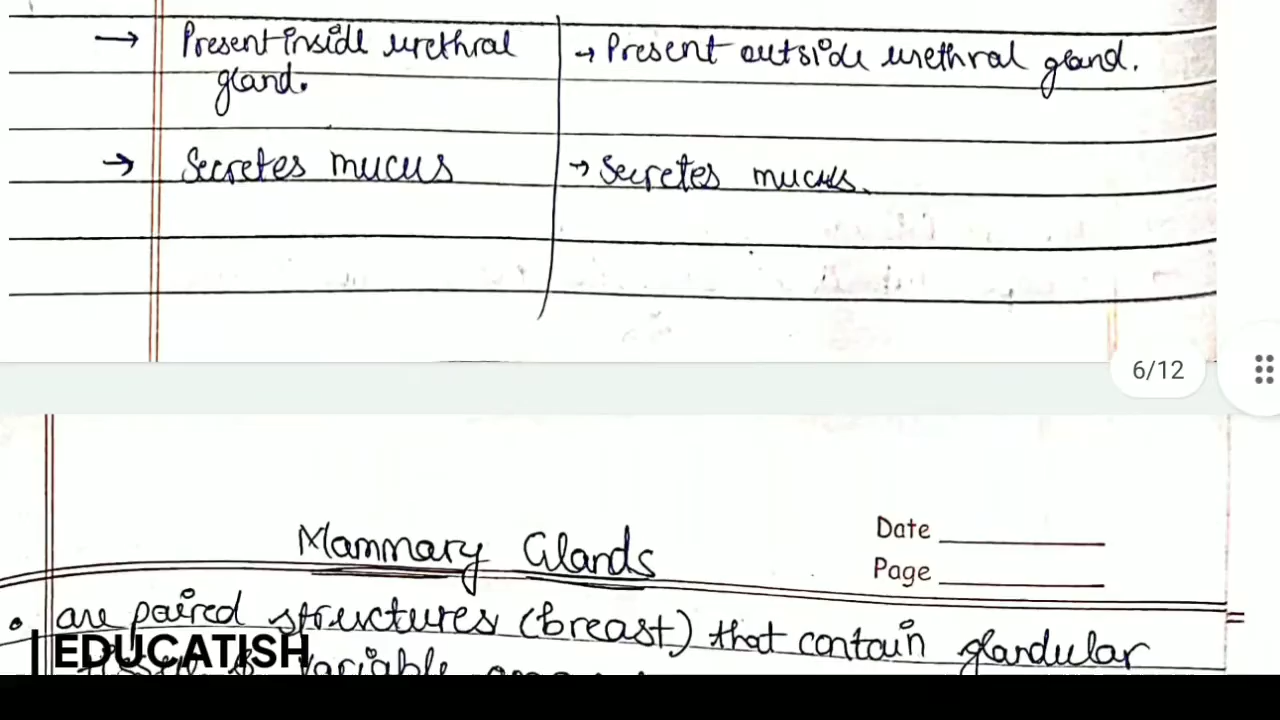 → Present inside urethral
gland.
→ Present outside urethral gland.
→ Secretes mucus
→ Secretes mucus.
6/12
Date
Page
Mammary Glands
• are paired structures (breast) that contain glandular
variable
EDUCATISH